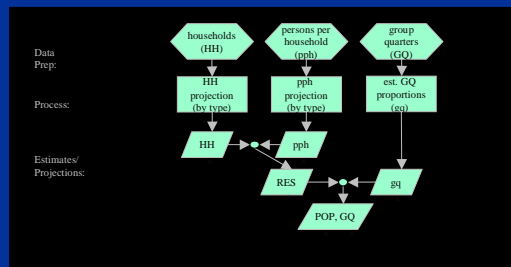 households
(HH)
persons per
household
(pph)
group
quarters
(GQ)
Data
Prep:
HH
projection
(by type)
pph
projection
(by type)
est. GQ
proportions
(gq)
Process:
HH
pph
Estimates/
Projections:
RES
gq
POP, GQ